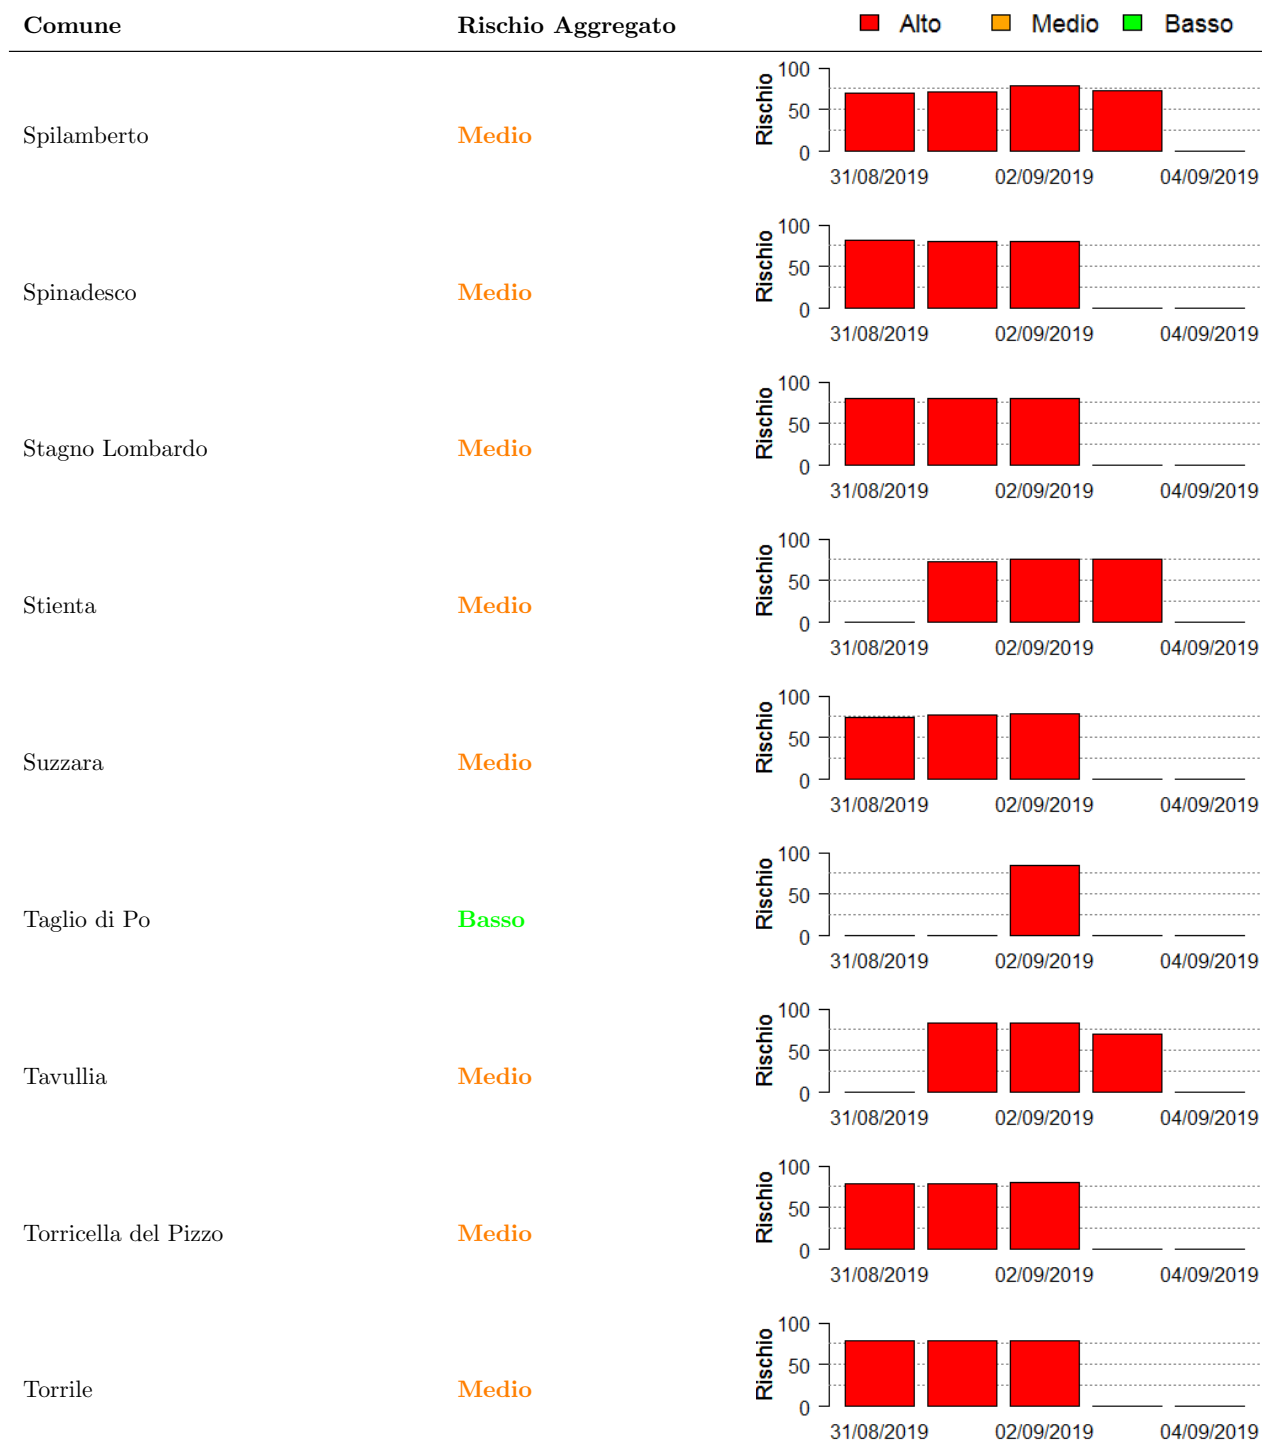 Comune Rischio Aggregato Alto Medio Basso
Spilamberto Medio
Rischio
100
50
0
31/08/2019 02/09/2019 04/09/2019
Spinadesco Medio
Rischio
100
50
0
31/08/2019 02/09/2019 04/09/2019
Stagno Lombardo Medio
Rischio
100
50
0
31/08/2019 02/09/2019 04/09/2019
Stienta Medio
Rischio
100
50
0
31/08/2019 02/09/2019 04/09/2019
Suzzara Medio
Rischio
100
50
0
31/08/2019 02/09/2019 04/09/2019
Taglio di Po Basso
Rischio
100
50
0
31/08/2019 02/09/2019 04/09/2019
Tavullia Medio
Rischio
100
50
0
31/08/2019 02/09/2019 04/09/2019
Torricella del Pizzo Medio
Rischio
100
50
0
31/08/2019 02/09/2019 04/09/2019
Torrile Medio
Rischio
100
50
0
31/08/2019 02/09/2019 04/09/2019